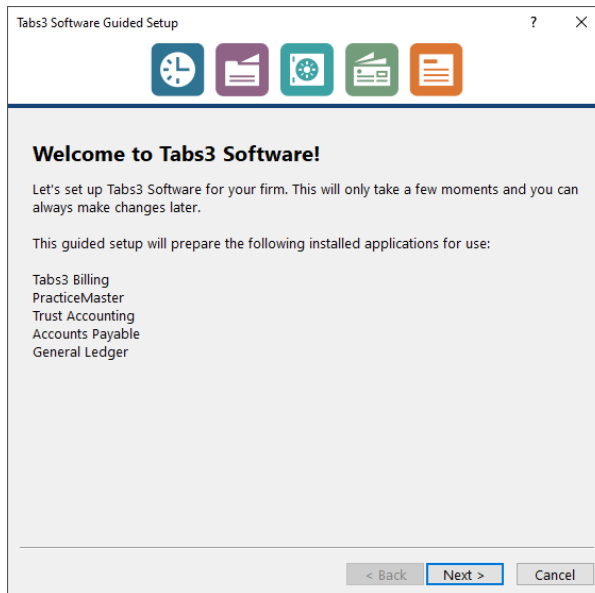 Tabs3 Software Guided Setup
?
Welcome to Tabs3 Software!
Let's set up Tabs3 Software for your firm. This will only take a few moments and you can
always make changes later.
This guided setup will prepare the following installed applications for use:
Tabs3 Billing
PracticeMaster
Trust Accounting
Accounts Payable
General Ledger
< Back
Next >
Cancel